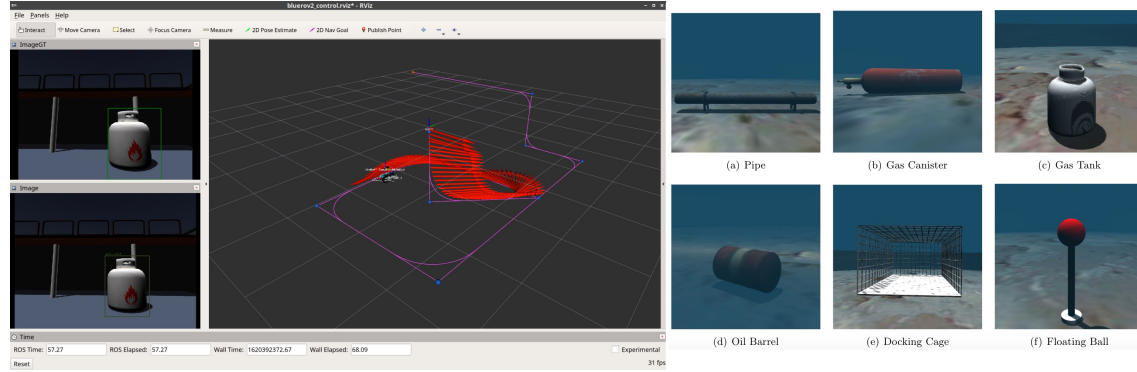 bluerov2_control.rviz* - RViz
File Panels Help
Interact Move Camera Select Focus Camera Measure 2D Pose Estimate 2D Nav Goal Publish Point
ImageGT
Image
Time
ROS Time: 57.27 ROS Elapsed: 57.27 Wall Time: 1620392372.67 Wall Elapsed: 68.09 Experimental
Reset 31 fps
(a) Pipe (b) Gas Canister (c) Gas Tank
(d) Oil Barrel (e) Docking Cage (f) Floating Ball